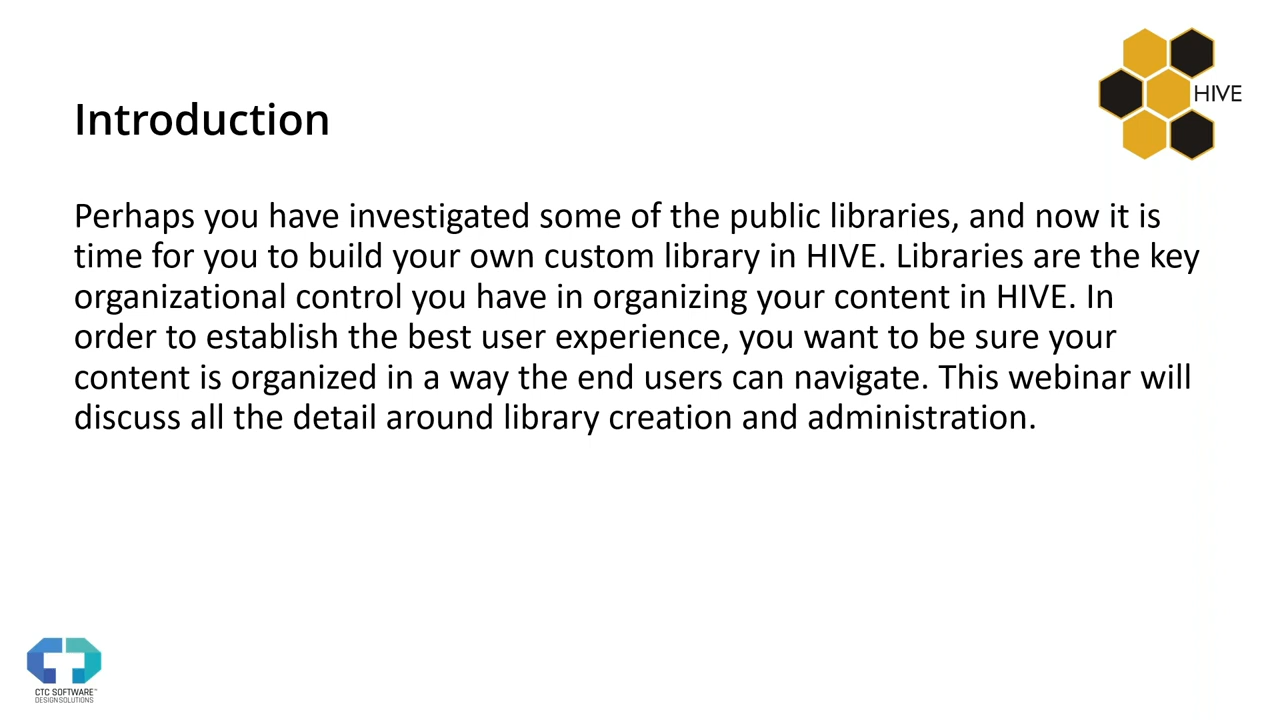 HIVE
Introduction
Perhaps you have investigated some of the public libraries, and now it is
time for you to build your own custom library in HIVE. Libraries are the key
organizational control you have in organizing your content in HIVE. In
order to establish the best user experience, you want to be sure your
content is organized in a way the end users can navigate. This webinar will
discuss all the detail around library creation and administration.
CTC SOFTWARE™
DESIGN SOLUTIONS